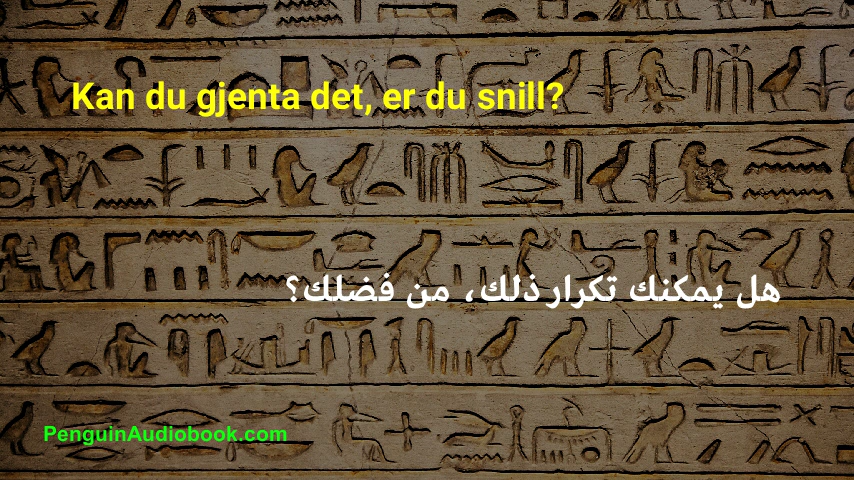 Kan du gjenta det, er du snill?
هل يمكنك تكرار ذلك، من فضلك؟
PenguinAudiobook.com